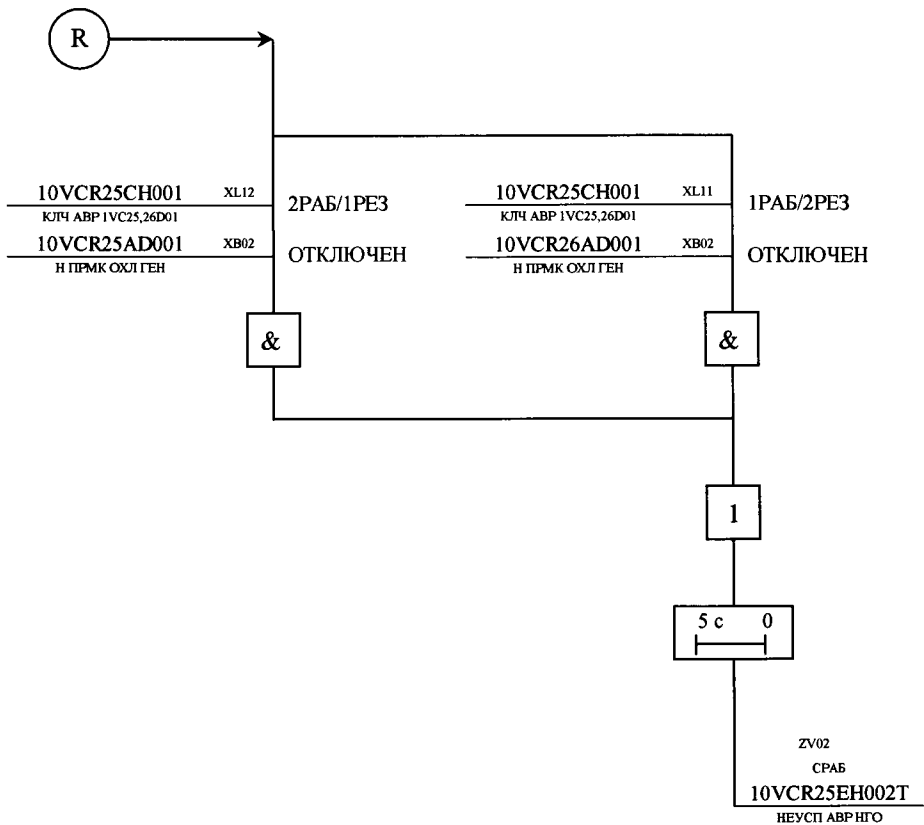 R
10VCR25CH001 XL12 2РАБ/1РЕЗ
КЛЧ АВР 1VC25,26D01
10VCR25AD001 XB02 ОТКЛЮЧЕН
Н ПРМК ОХЛ ГЕН
10VCR25CH001 XL11 1РАБ/2РЕЗ
КЛЧ АВР 1VC25,26D01
10VCR26AD001 XB02 ОТКЛЮЧЕН
Н ПРМК ОХЛ ГЕН
& &
1
5 с 0
ZV02
СРАБ
10VCR25EH002T
НЕУСП АВР НГО